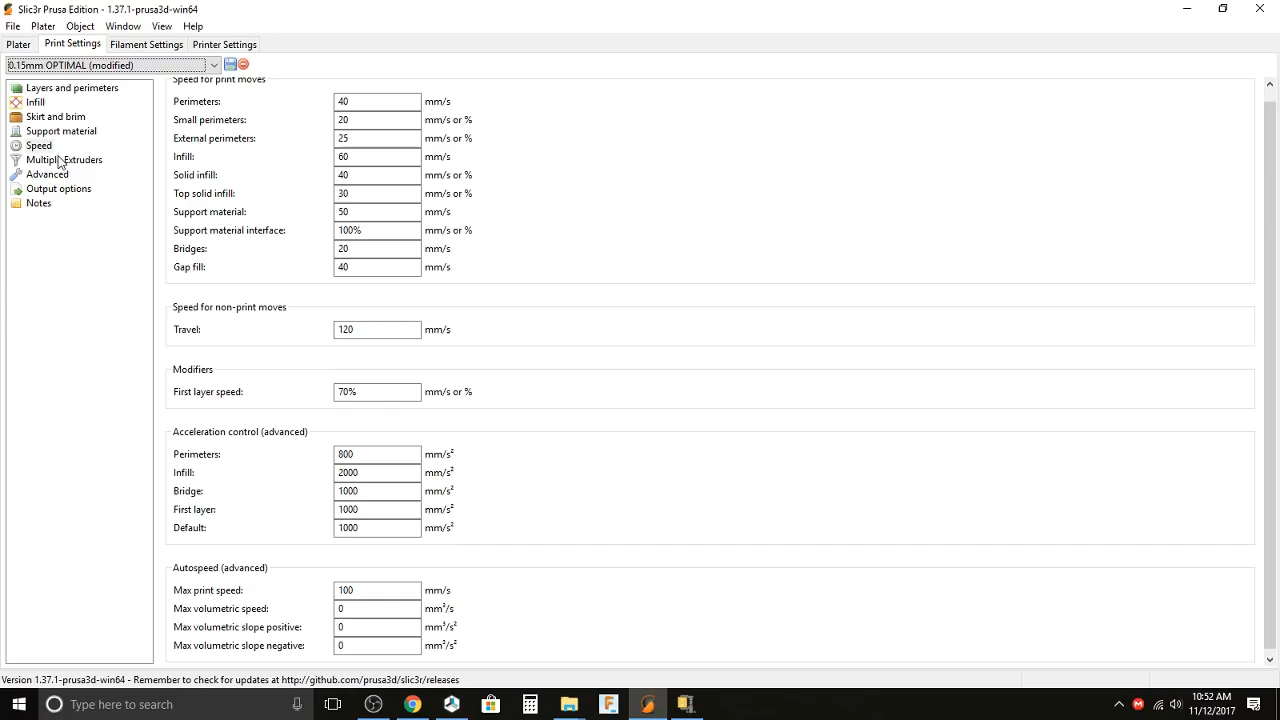 Slic3r Prusa Edition - 1.37.1-prusa3d-win64
File Plater Object Window View Help
Plater Print Settings Filament Settings Printer Settings
0.15mm OPTIMAL (modified)
Layers and perimeters
Infill
Skirt and brim
Support material
Speed
Multiple Extruders
Advanced
Output options
Notes
Speed for print moves
Perimeters: 40 mm/s
Small perimeters: 20 mm/s or %
External perimeters: 25 mm/s or %
Infill: 60 mm/s
Solid infill: 40 mm/s or %
Top solid infill: 30 mm/s or %
Support material: 50 mm/s
Support material interface: 100% mm/s or %
Bridges: 20 mm/s
Gap fill: 40 mm/s
Speed for non-print moves
Travel: 120 mm/s
Modifiers
First layer speed: 70% mm/s or %
Acceleration control (advanced)
Perimeters: 800 mm/s²
Infill: 2000 mm/s²
Bridge: 1000 mm/s²
First layer: 1000 mm/s²
Default: 1000 mm/s²
Autospeed (advanced)
Max print speed: 100 mm/s
Max volumetric speed: 0 mm³/s
Max volumetric slope positive: 0 mm³/s²
Max volumetric slope negative: 0 mm³/s²
Version 1.37.1-prusa3d-win64 - Remember to check for updates at http://github.com/prusa3d/slic3r/releases
Type here to search
10:52 AM
11/12/2017